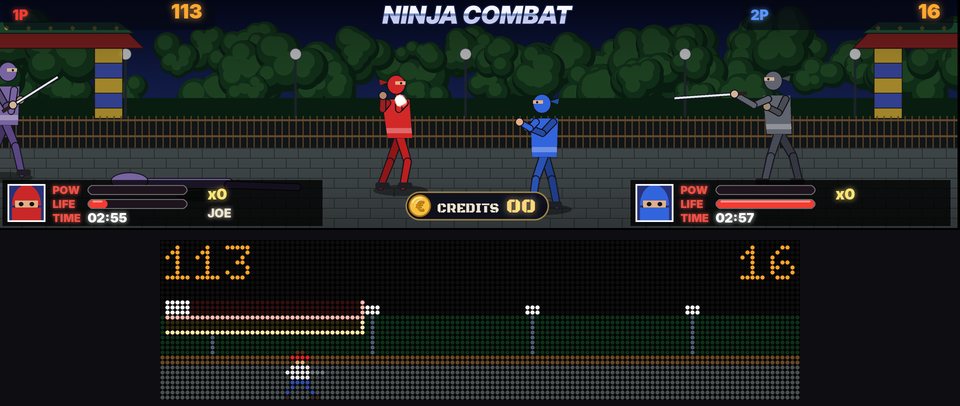 1P 113 NINJA COMBAT 2P 16
POW x0
LIFE JOE
TIME 02:55
€ CREDITS 00
POW x0
LIFE
TIME 02:57
113 16